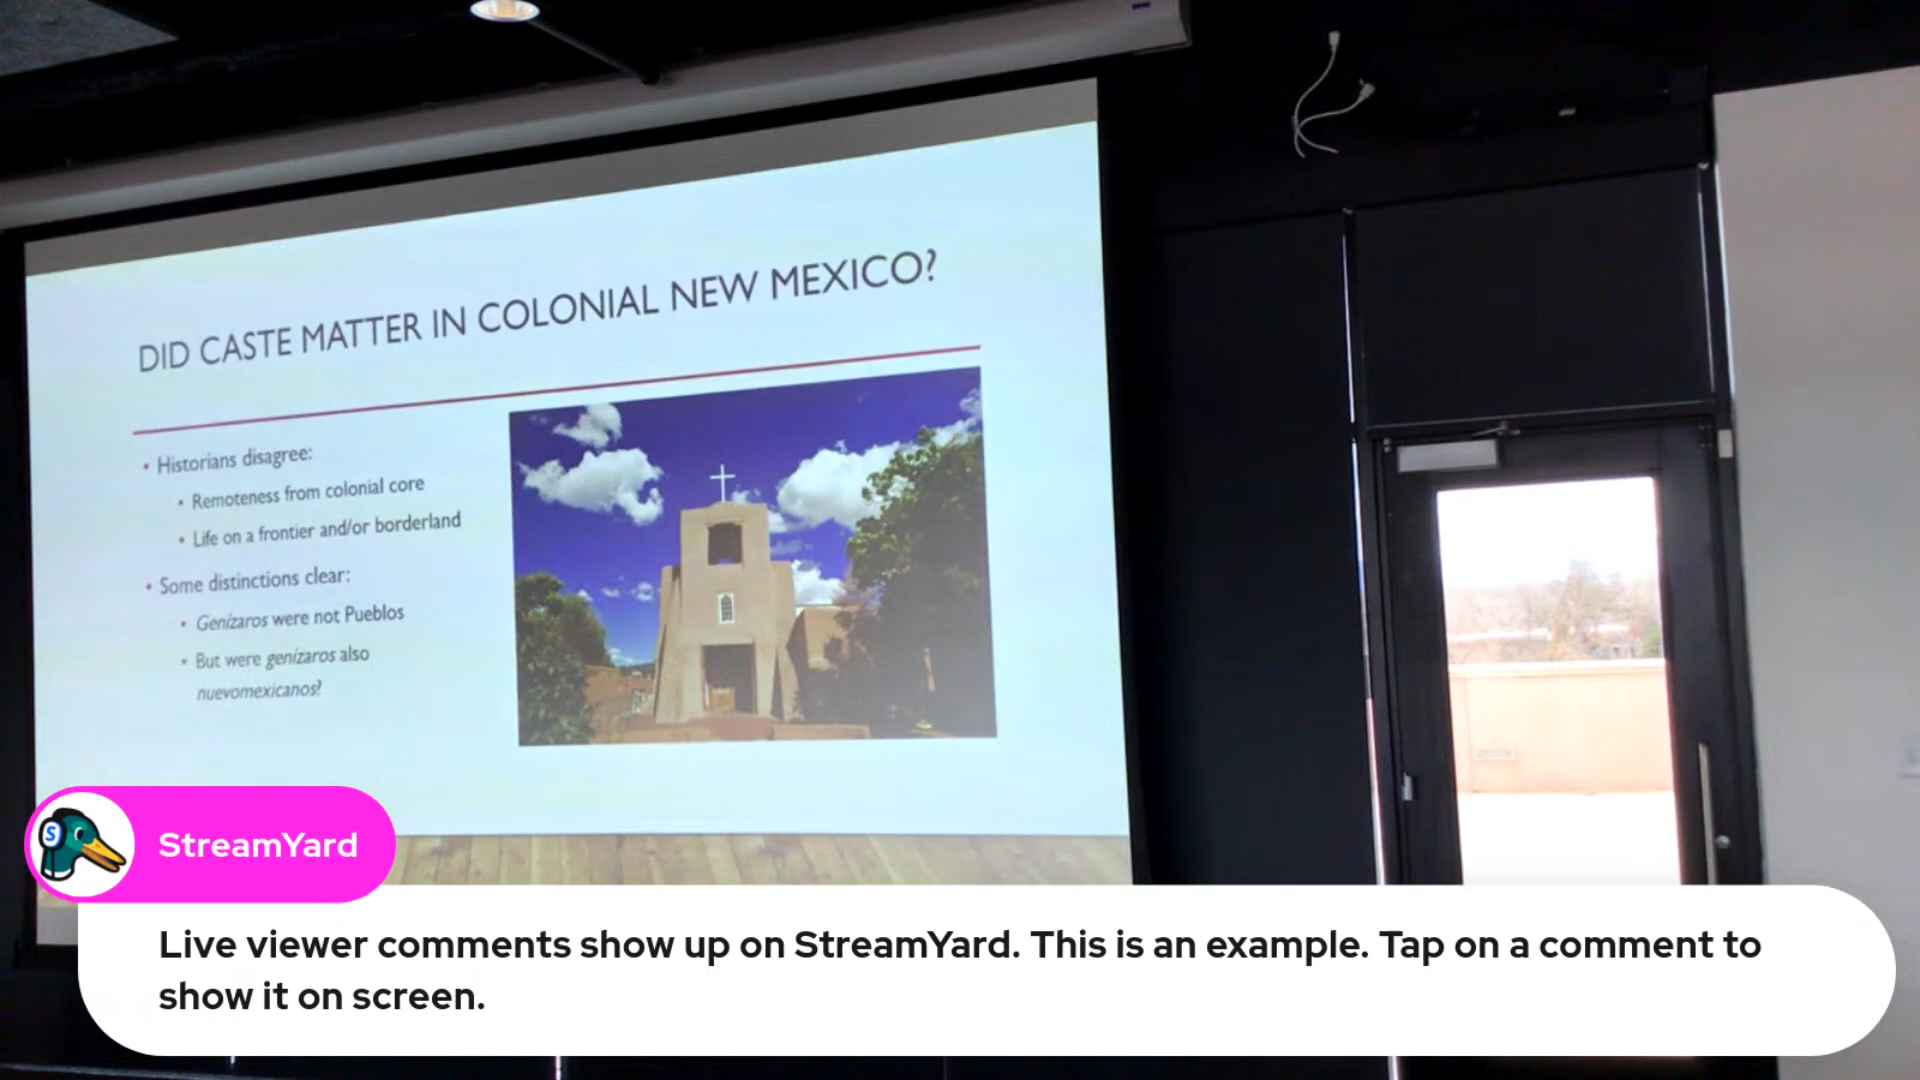 DID CASTE MATTER IN COLONIAL NEW MEXICO?
• Historians disagree:
• Remoteness from colonial core
• Life on a frontier and/or borderland
• Some distinctions clear:
• Genízaros were not Pueblos
• But were genízaros also
nuevomexicanos?
S
StreamYard
Live viewer comments show up on StreamYard. This is an example. Tap on a comment to
show it on screen.